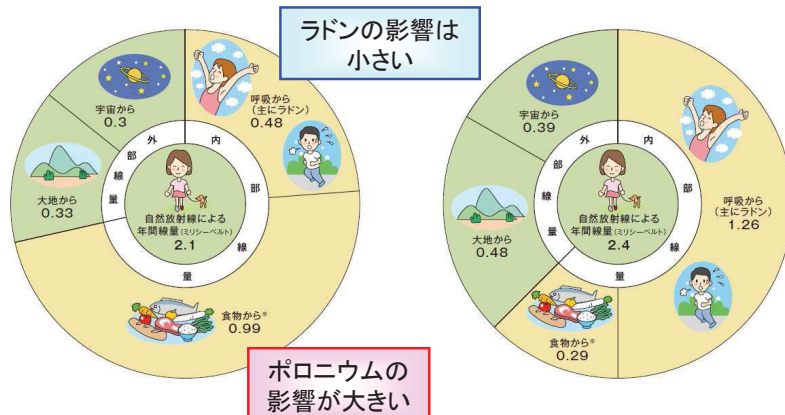 ラドンの影響は
小さい
宇宙から
0.3
呼吸から
(主にラドン)
0.48
大地から
0.33
外部線量
内部線量
自然放射線による
年間線量(ミリシーベルト)
2.1
食物から※
0.99
ポロニウムの
影響が大きい
宇宙から
0.39
呼吸から
(主にラドン)
1.26
大地から
0.48
外部線量
内部線量
自然放射線による
年間線量(ミリシーベルト)
2.4
食物から※
0.29